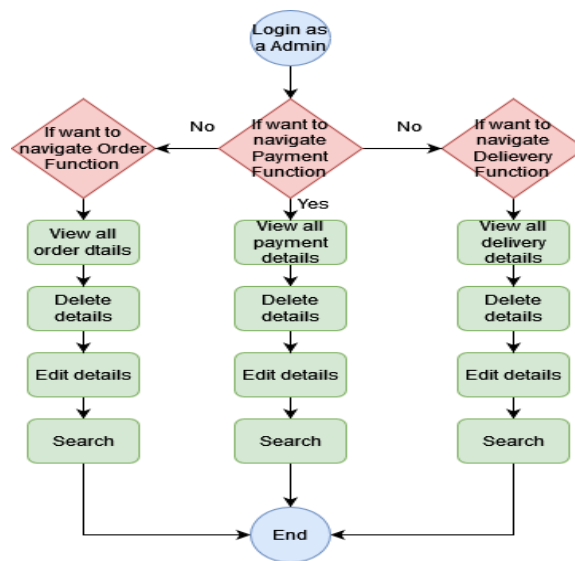 Login as
a Admin
If want to
navigate Order
Function
No
If want to
navigate
Payment
Function
No
If want to
navigate
Delievery
Function
Yes
View all
order dtails
View all
payment
details
View all
delivery
details
Delete
details
Delete
details
Delete
details
Edit details
Edit details
Edit details
Search
Search
Search
End